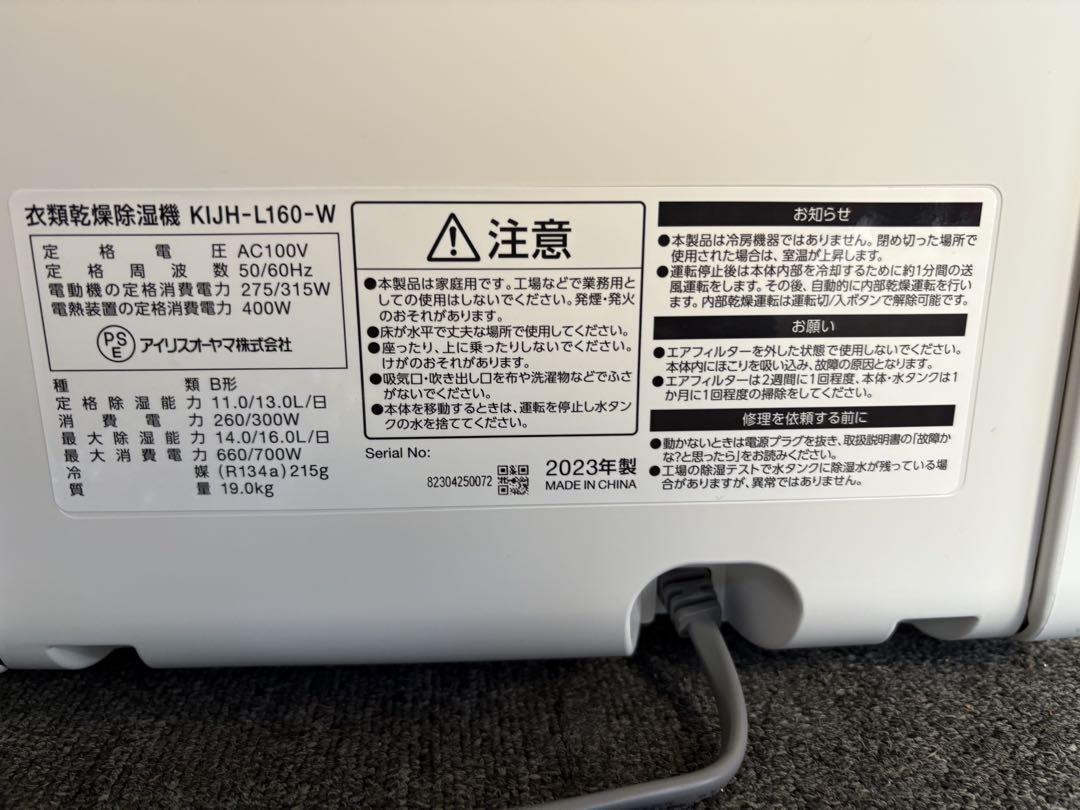 衣類乾燥除湿機 KIJH-L160-W
定格電圧 AC100V
定格周波数 50/60Hz
電動機の定格消費電力 275/315W
電熱装置の定格消費電力 400W
PSE アイリスオーヤマ株式会社
種類 B形
定格除湿能力 11.0/13.0L/日
消費電力 260/300W
最大除湿能力 14.0/16.0L/日
最大消費電力 660/700W
冷媒 (R134a) 215g
質量 19.0kg
注意
●本製品は家庭用です。工場などで業務用と
しての使用はしないでください。発煙・発火
のおそれがあります。
●床が水平で丈夫な場所で使用してください。
●座ったり、上に乗ったりしないでください。
けがのおそれがあります。
●吸気口・吹き出し口を布や洗濯物などでふさ
がないでください。
●本体を移動するときは、運転を停止し水タン
クの水を捨ててください。
Serial No:
82304250072
2023年製
MADE IN CHINA
お知らせ
●本製品は冷房機器ではありません。閉め切った場所で
使用された場合は、室温が上昇します。
●運転停止後は本体内部を冷却するために約1分間の送
風運転をします。その後、自動的に内部乾燥運転を行い
ます。内部乾燥運転は運転切/入ボタンで解除可能です。
お願い
●エアフィルターを外した状態で使用しないでください。
本体内にほこりを吸い込み、故障の原因となります。
●エアフィルターは2週間に1回程度、本体・水タンクは1
か月に1回程度の掃除をしてください。
修理を依頼する前に
●動かないときは電源プラグを抜き、取扱説明書の「故障か
な?と思ったら」をお読みください。
●工場の除湿テストで水タンクに除湿水が残っている場
合がありますが、異常ではありません。